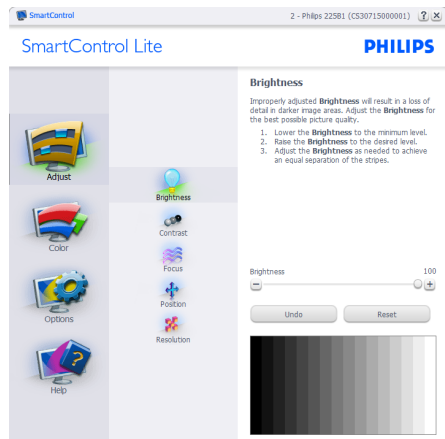 SmartControl
2 - Philips 225B1 (CS30715000001)
SmartControl Lite
PHILIPS
Adjust
Color
Options
Help
Brightness
Contrast
Focus
Position
Resolution
Brightness
Improperly adjusted Brightness will result in a loss of
detail in darker image areas. Adjust the Brightness for
the best possible picture quality.
1. Lower the Brightness to the minimum level.
2. Raise the Brightness to the desired level.
3. Adjust the Brightness as needed to achieve
an equal separation of the stripes.
Brightness 100
Undo Reset